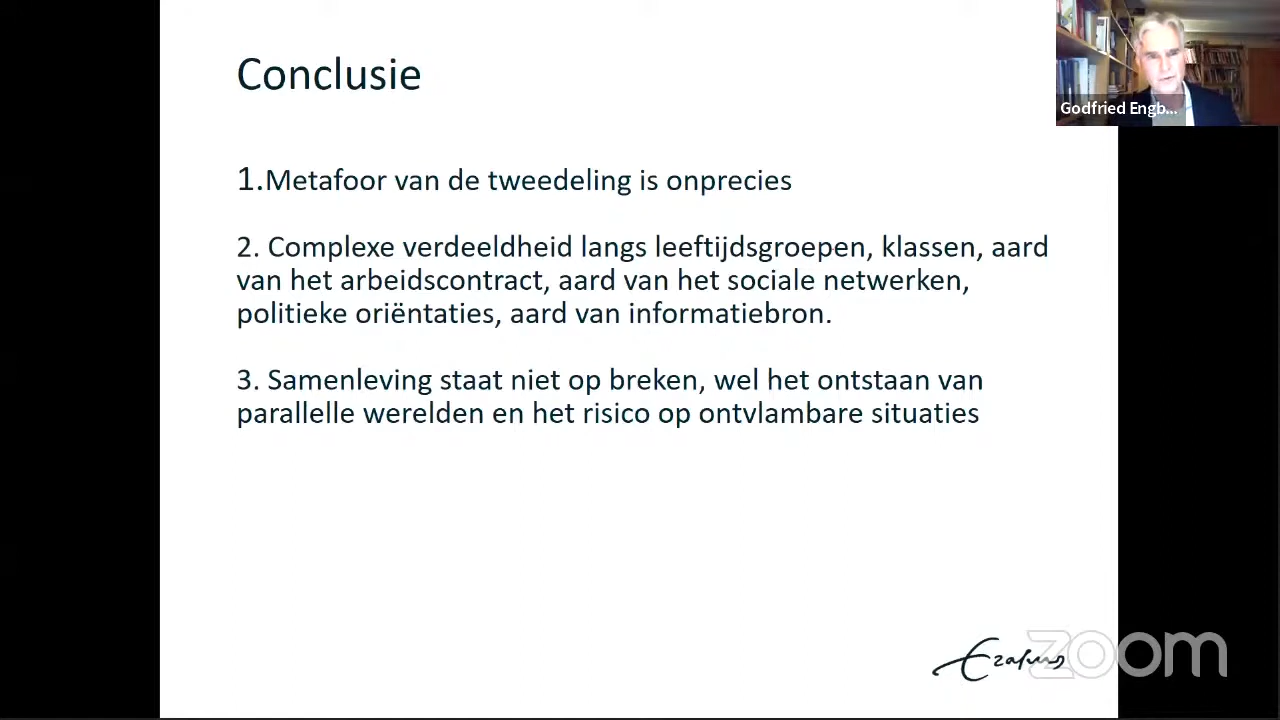 Conclusie
Godfried Engb...
1.Metafoor van de tweedeling is onprecies
2. Complexe verdeeldheid langs leeftijdsgroepen, klassen, aard
van het arbeidscontract, aard van het sociale netwerken,
politieke oriëntaties, aard van informatiebron.
3. Samenleving staat niet op breken, wel het ontstaan van
parallelle werelden en het risico op ontvlambare situaties
Erasmus
zoom